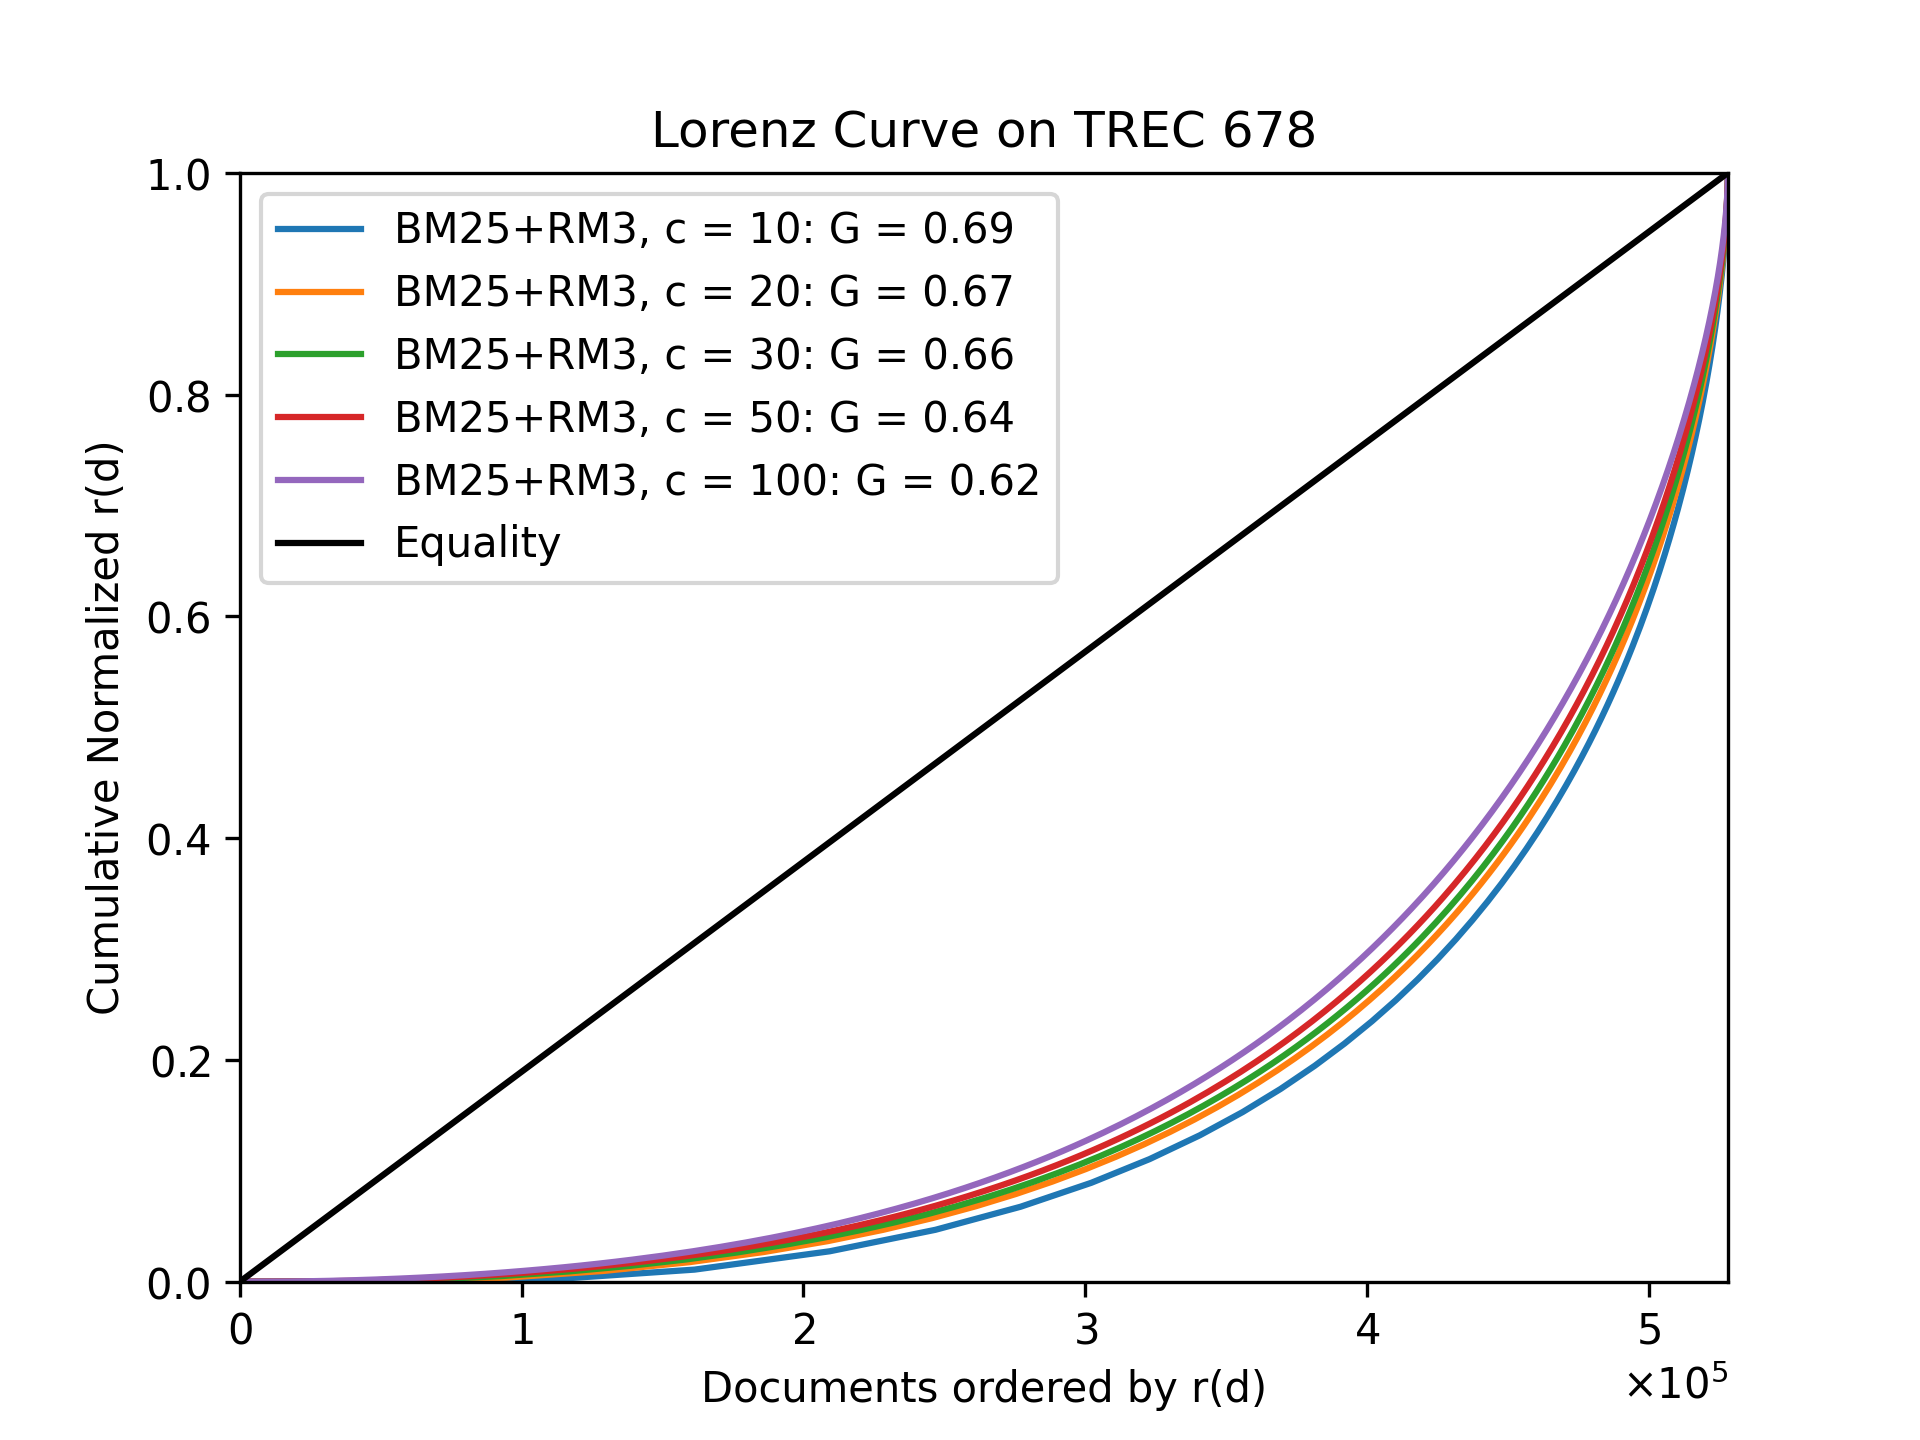 Lorenz Curve on TREC 678
1.0
0.8
0.6
0.4
0.2
0.0
Cumulative Normalized r(d)
BM25+RM3, c = 10: G = 0.69
BM25+RM3, c = 20: G = 0.67
BM25+RM3, c = 30: G = 0.66
BM25+RM3, c = 50: G = 0.64
BM25+RM3, c = 100: G = 0.62
Equality
0 1 2 3 4 5
×10⁵
Documents ordered by r(d)